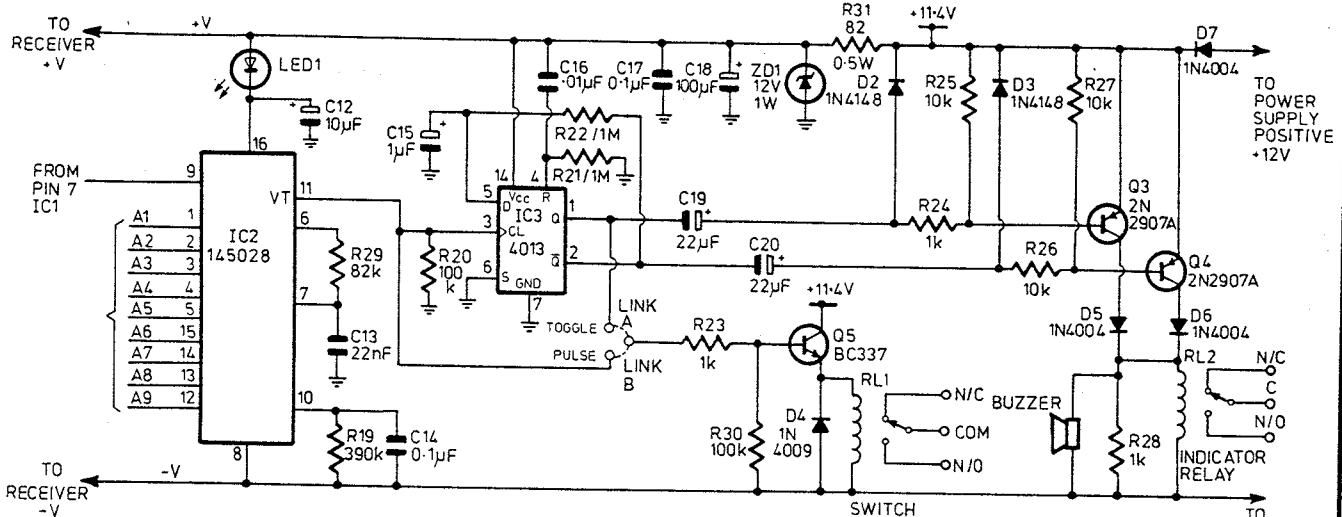 TO
RECEIVER
+V
+V
LED1
C12
10µF
16
FROM
PIN 7
IC1
9
VT
11
IC2
145028
A1
1
A2
2
A3
3
A4
4
A5
5
A6
15
A7
14
A8
13
A9
12
6
R29
82k
7
C13
22nF
10
R19
390k
C14
0·1µF
8
TO
RECEIVER
-V
-V
C15
1µF
C16
·01µF
C17
0·1µF
C18
100µF
R22/1M
R21/1M
14
4
Vcc
R
5
D
IC3
4013
3
CL
Q
1
Q̅
2
6
S
GND
7
R20
100
k
C19
22µF
C20
22µF
LINK
A
TOGGLE
PULSE
LINK
B
R23
1k
R30
100k
+11·4V
Q5
BC337
D4
1N
4009
RL1
N/C
COM
N/O
SWITCH
ZD1
12V
1W
R31
82
0·5W
+11·4V
D2
1N4148
R25
10k
D3
1N4148
R27
10k
D7
1N4004
TO
POWER
SUPPLY
POSITIVE
+12V
R24
1k
R26
10k
Q3
2N
2907A
Q4
2N2907A
D5
1N4004
D6
1N4004
RL2
N/C
C
N/O
BUZZER
R28
1k
INDICATOR
RELAY
TO